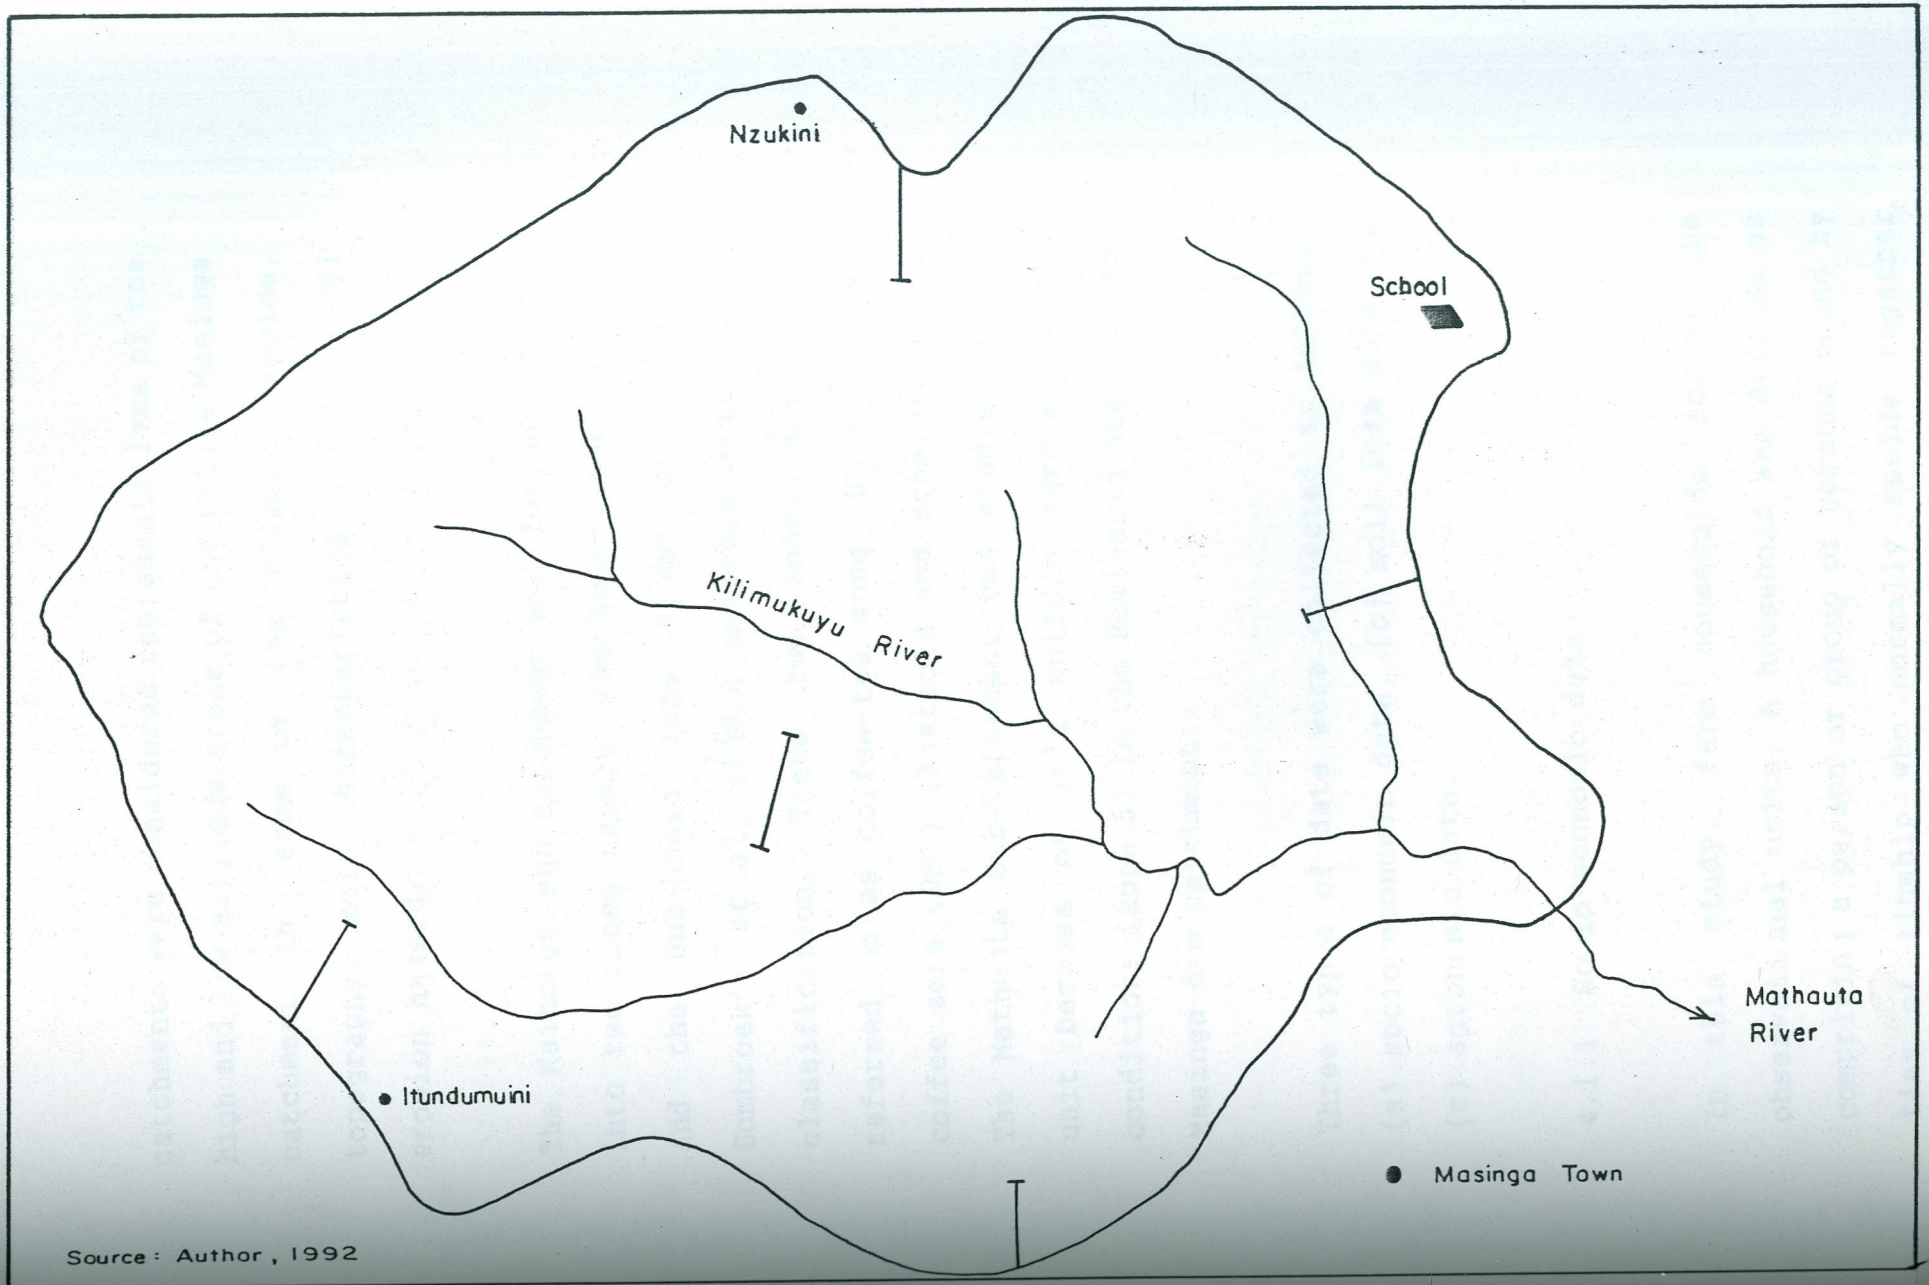 Nzukini
School
Kilimukuyu River
Mathauta
River
Itundumuini
Masinga Town
Source: Author, 1992